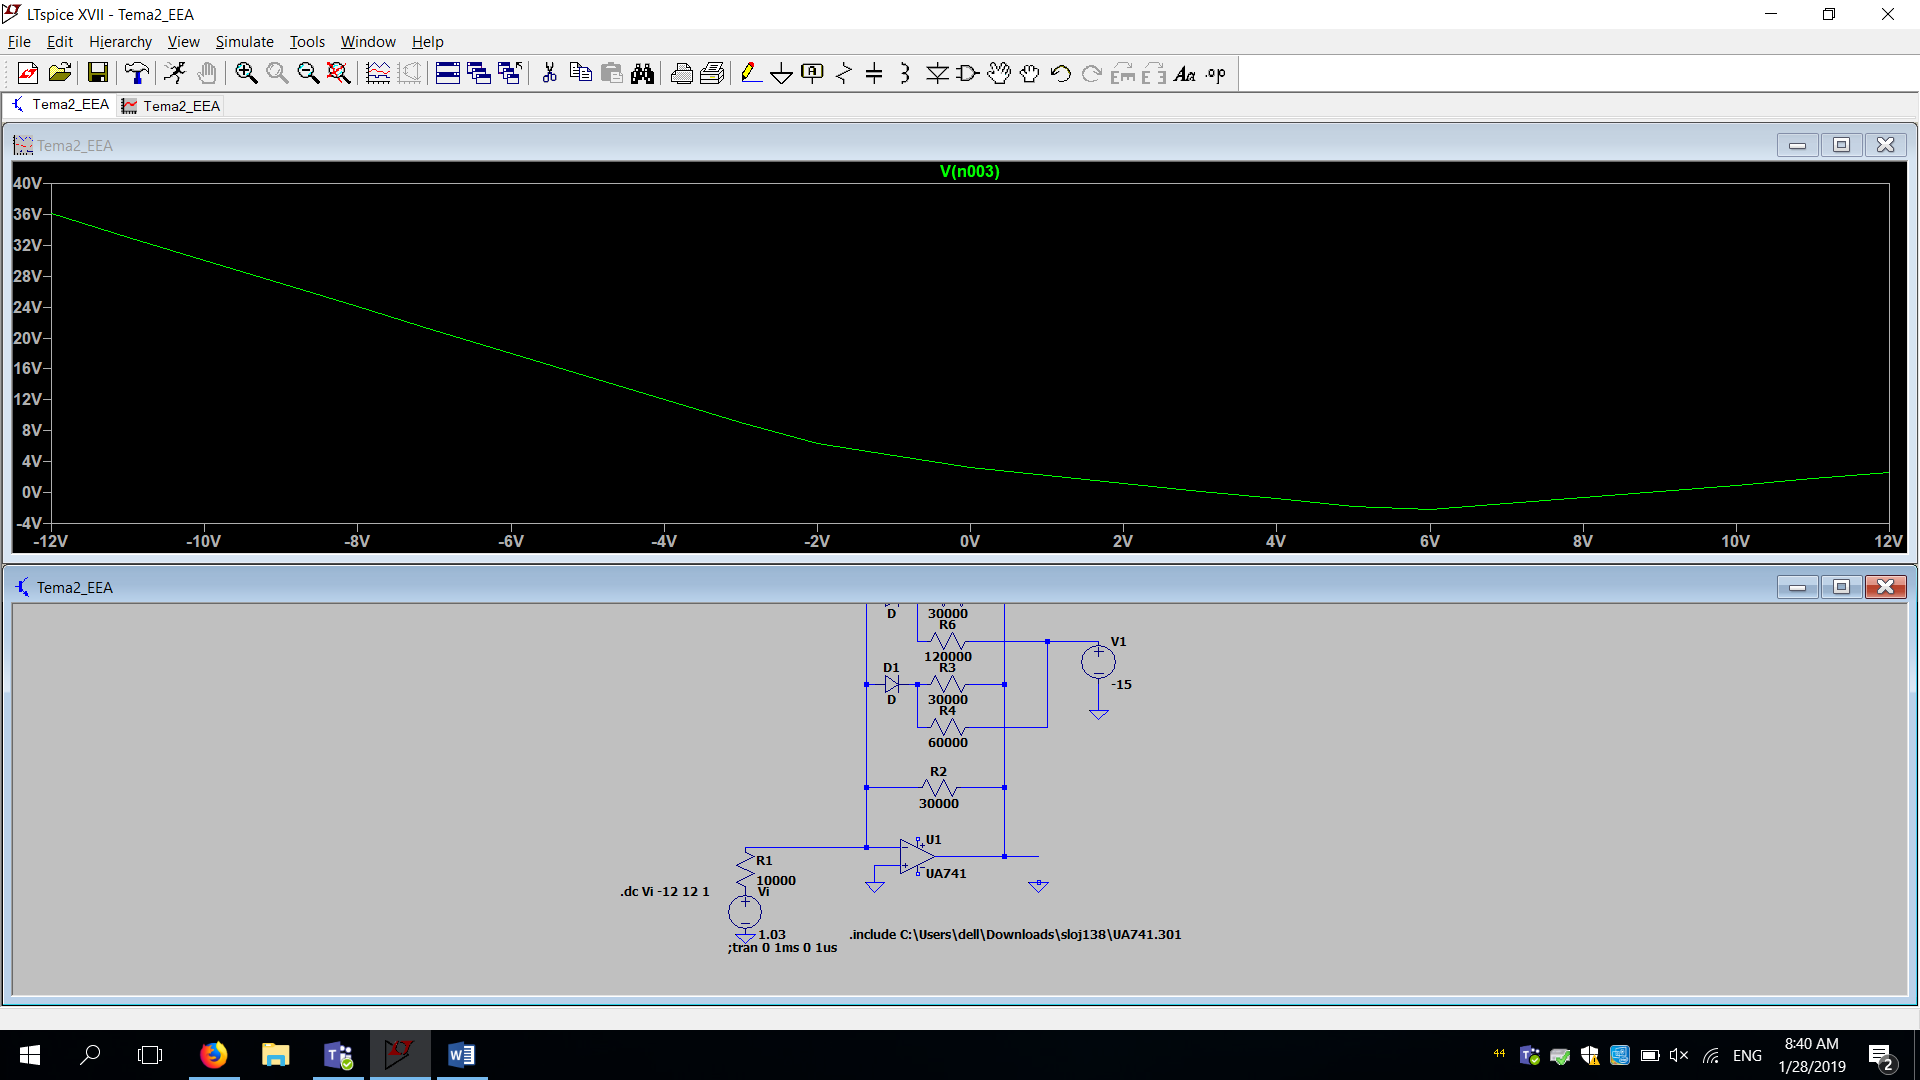 LTspice XVII - Tema2_EEA
File Edit Hierarchy View Simulate Tools Window Help
.op
Tema2_EEA Tema2_EEA
Tema2_EEA
V(n003)
40V
36V
32V
28V
24V
20V
16V
12V
8V
4V
0V
-4V
-12V -10V -8V -6V -4V -2V 0V 2V 4V 6V 8V 10V 12V
Tema2_EEA
D 30000
R6
120000
V1
-15
D1 R3
D 30000
R4
60000
R2
30000
U1
UA741
R1
10000
.dc Vi -12 12 1
Vi
1.03
;tran 0 1ms 0 1us
.include C:\Users\dell\Downloads\sloj138\UA741.301
44
ENG
8:40 AM
1/28/2019
2